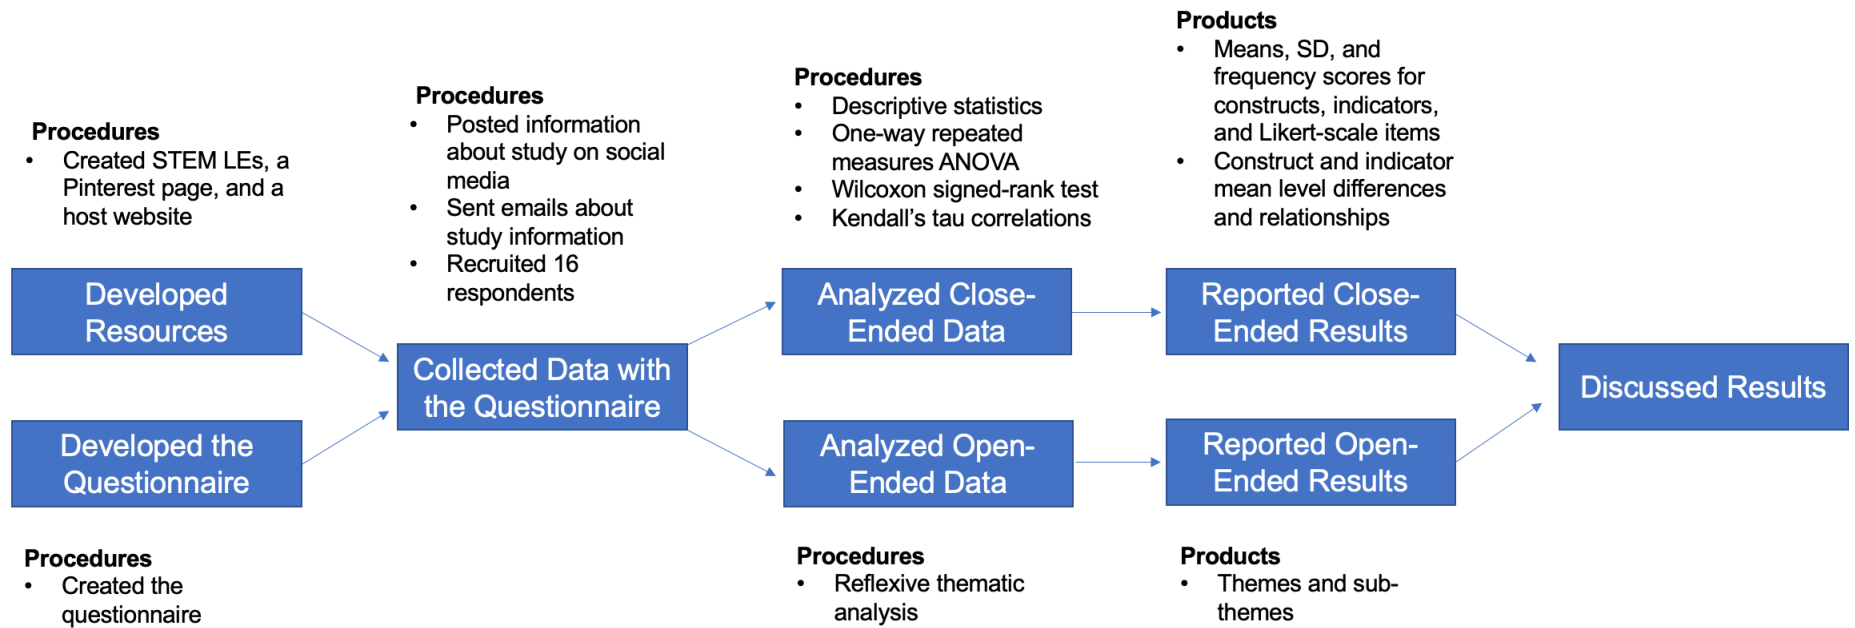 Procedures
• Created STEM LEs, a
Pinterest page, and a
host website
Developed
Resources
Developed the
Questionnaire
Procedures
• Created the
questionnaire
Procedures
• Posted information
about study on social
media
• Sent emails about
study information
• Recruited 16
respondents
Collected Data with
the Questionnaire
Procedures
• Descriptive statistics
• One-way repeated
measures ANOVA
• Wilcoxon signed-rank test
• Kendall’s tau correlations
Analyzed Close-
Ended Data
Analyzed Open-
Ended Data
Procedures
• Reflexive thematic
analysis
Products
• Means, SD, and
frequency scores for
constructs, indicators,
and Likert-scale items
• Construct and indicator
mean level differences
and relationships
Reported Close-
Ended Results
Reported Open-
Ended Results
Products
• Themes and sub-
themes
Discussed Results